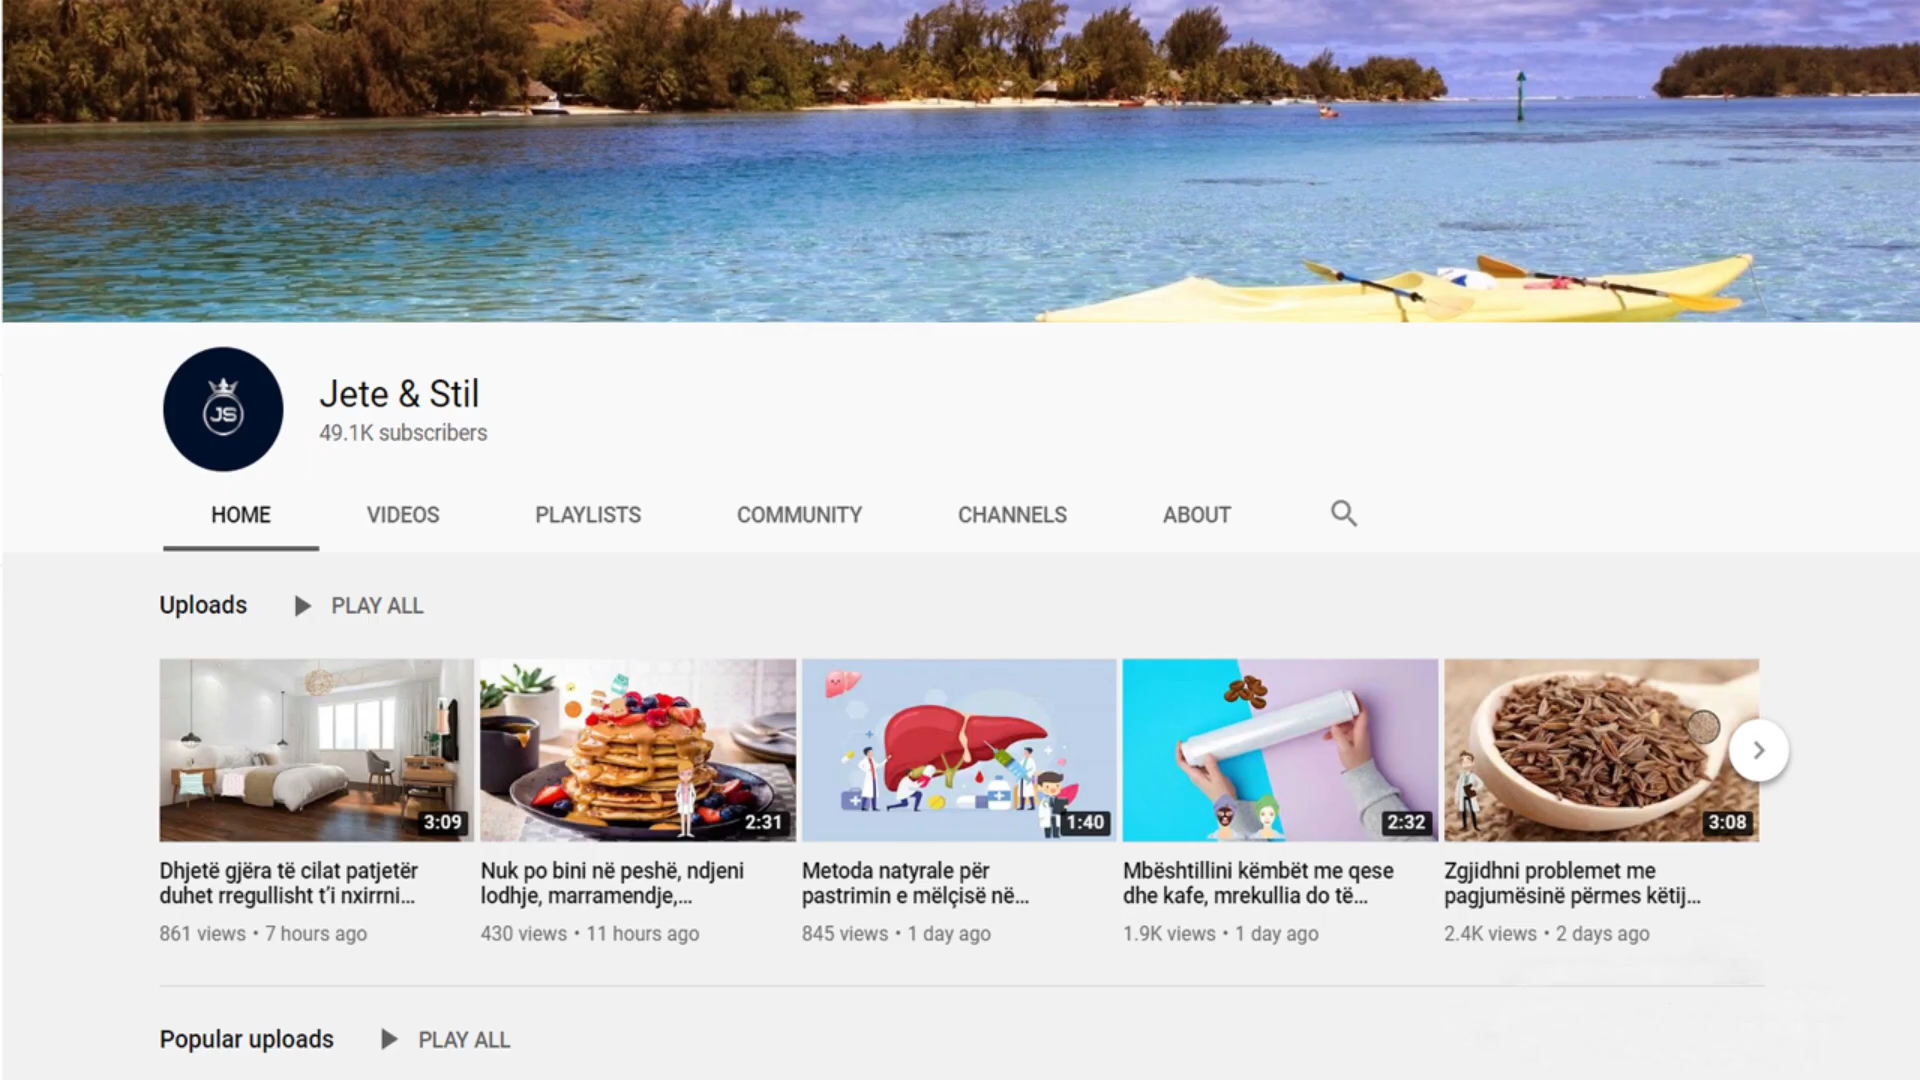 JS
Jete & Stil
49.1K subscribers
HOME VIDEOS PLAYLISTS COMMUNITY CHANNELS ABOUT
Uploads PLAY ALL
3:09 2:31 1:40 2:32 3:08
Dhjetë gjëra të cilat patjetër
duhet rregullisht t’i nxirrni...
861 views • 7 hours ago
Nuk po bini në peshë, ndjeni
lodhje, marramendje,...
430 views • 11 hours ago
Metoda natyrale për
pastrimin e mëlçisë në...
845 views • 1 day ago
Mbështillini këmbët me qese
dhe kafe, mrekullia do të...
1.9K views • 1 day ago
Zgjidhni problemet me
pagjumësinë përmes këtij...
2.4K views • 2 days ago
Popular uploads PLAY ALL